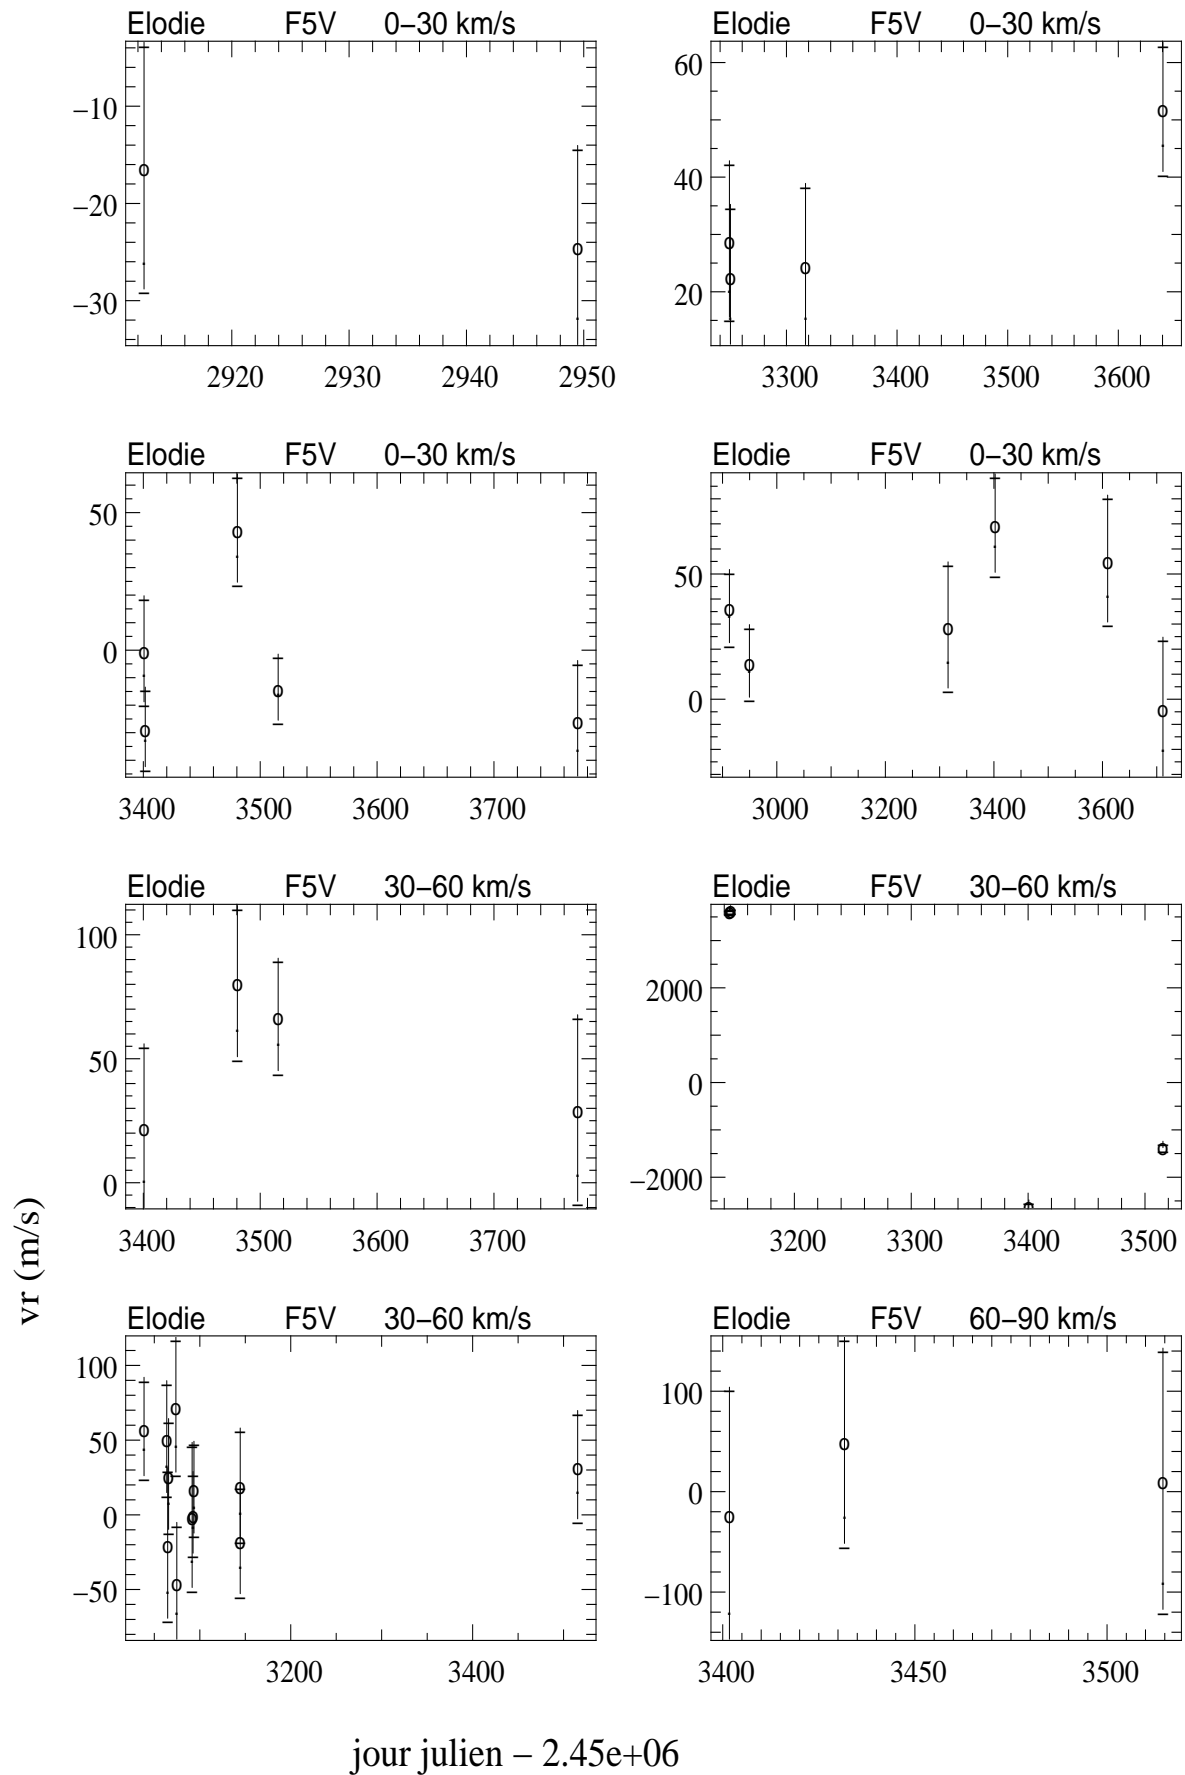 Elodie F5V 0–30 km/s Elodie F5V 0–30 km/s
−10
−20
−30
2920 2930 2940 2950
60
40
20
3300 3400 3500 3600
Elodie F5V 0–30 km/s Elodie F5V 0–30 km/s
50
0
3400 3500 3600 3700
50
0
3000 3200 3400 3600
Elodie F5V 30–60 km/s Elodie F5V 30–60 km/s
100
50
0
3400 3500 3600 3700
2000
0
−2000
3200 3300 3400 3500
Elodie F5V 30–60 km/s Elodie F5V 60–90 km/s
100
50
0
−50
3200 3400
100
0
−100
3400 3450 3500
vr (m/s)
jour julien − 2.45e+06